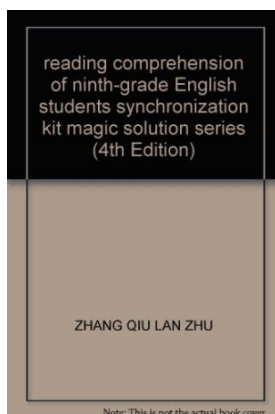 reading comprehension
of ninth-grade English
students synchronization
kit magic solution series
(4th Edition)
ZHANG QIU LAN ZHU
Note: This is not the actual book cover